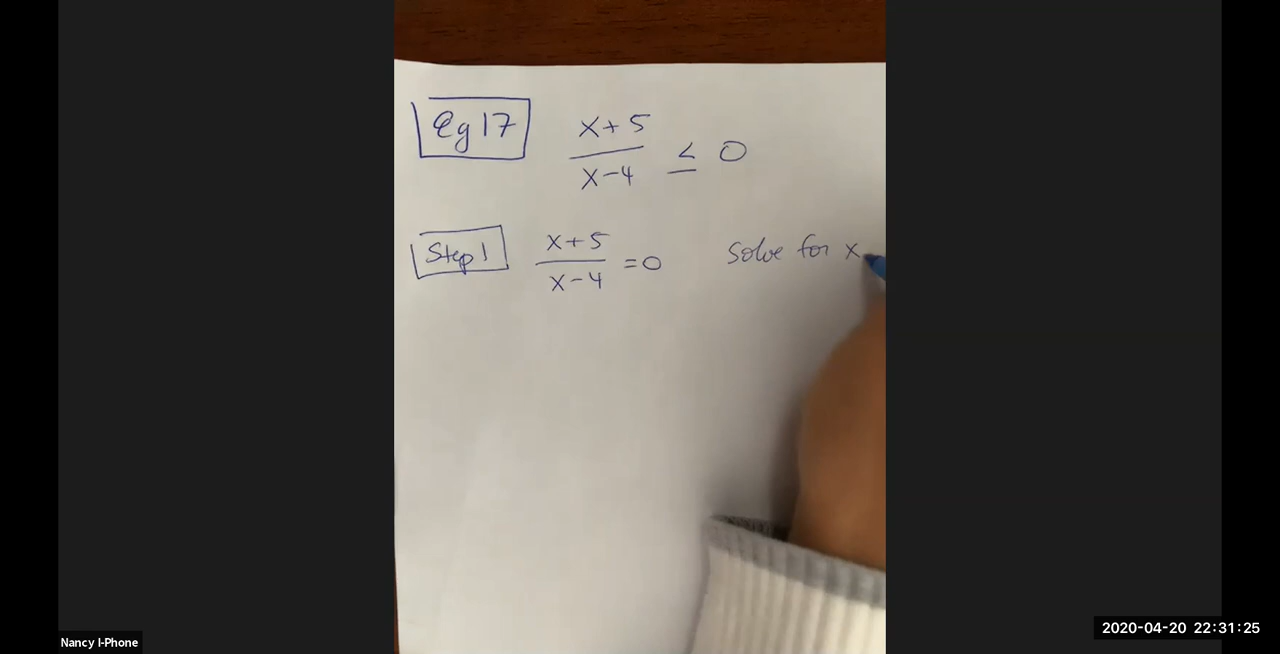 Eg 17
x+5
x-4
≤ 0
Step 1
x+5
x-4
=0
Solve for x
Nancy I-Phone
2020-04-20 22:31:25